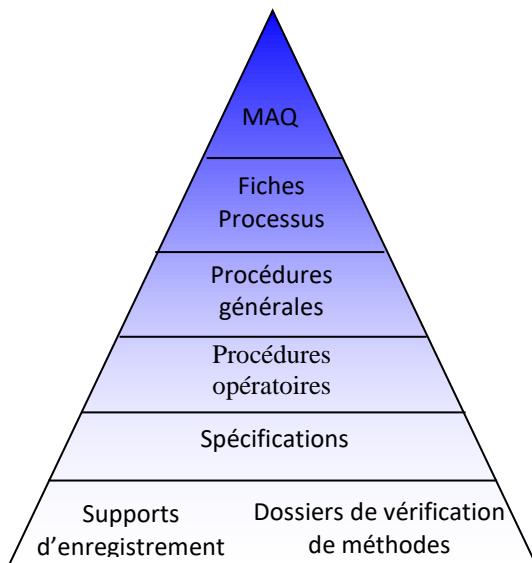 MAQ
Fiches
Processus
Procédures
générales
Procédures
opératoires
Spécifications
Supports
d'enregistrement
Dossiers de vérification
de méthodes